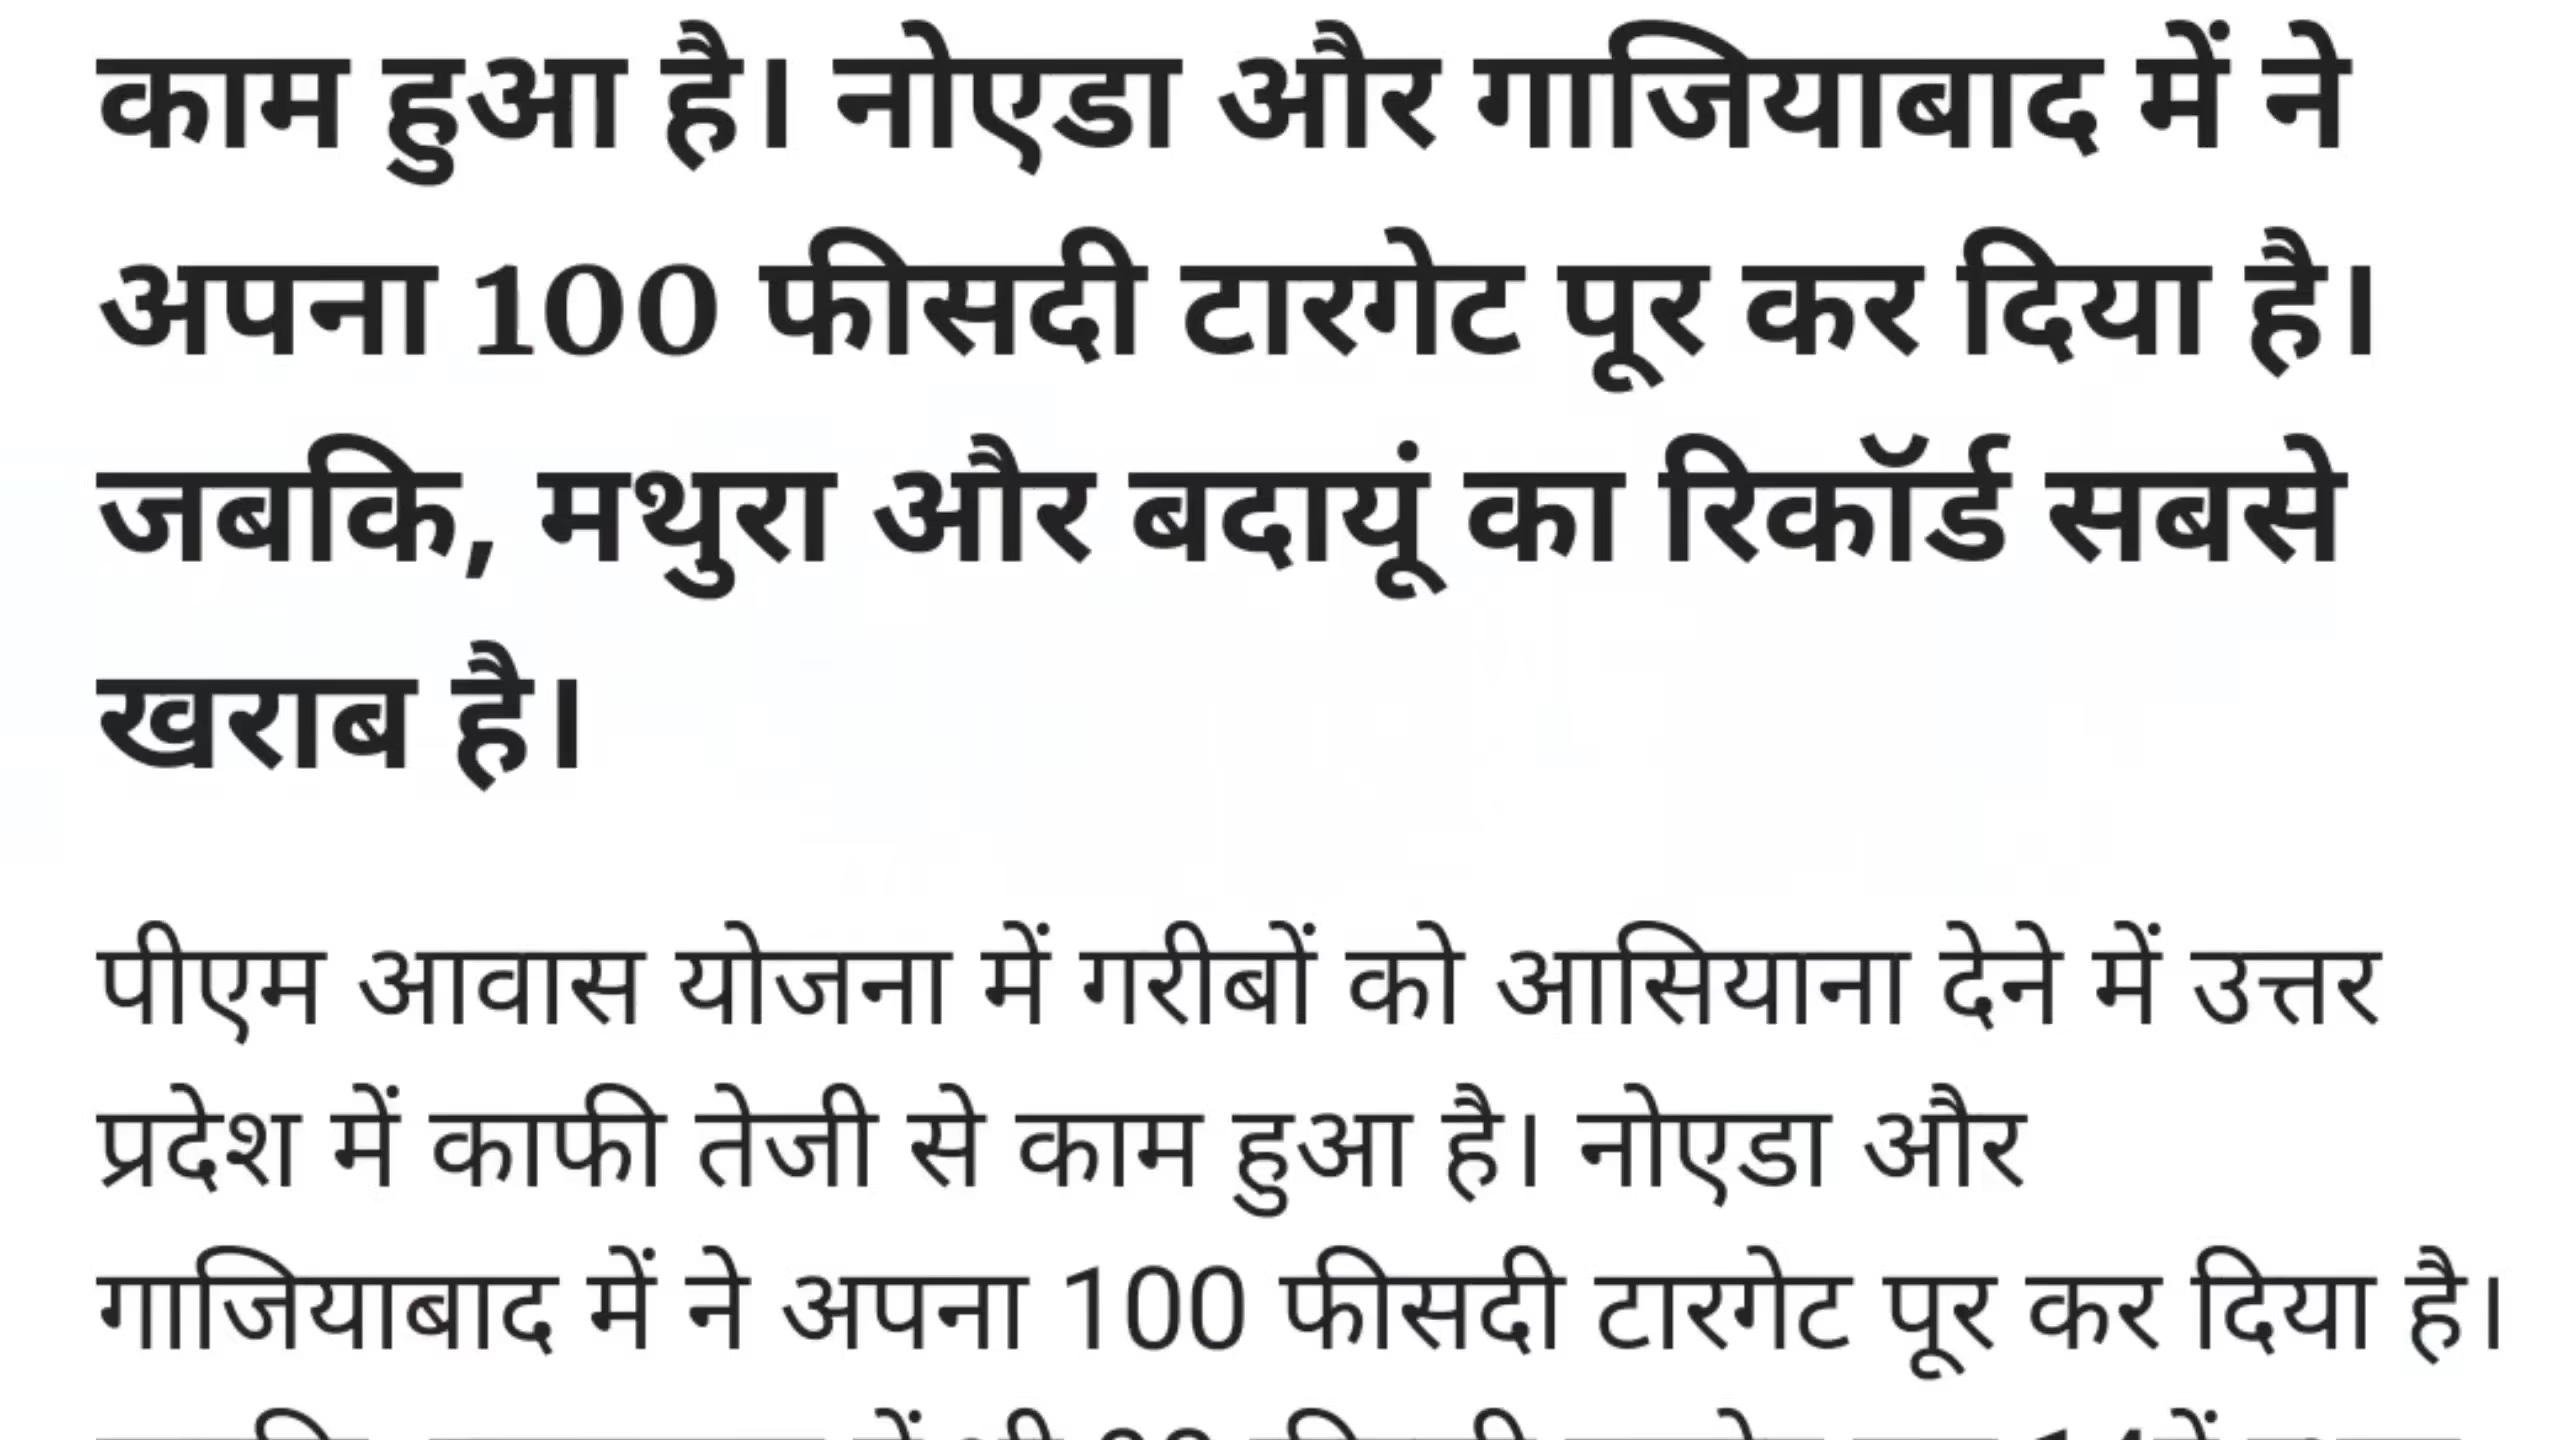 काम हुआ है। नोएडा और गाजियाबाद में ने
अपना 100 फीसदी टारगेट पूर कर दिया है।
जबकि, मथुरा और बदायूं का रिकॉर्ड सबसे
खराब है।
पीएम आवास योजना में गरीबों को आसियाना देने में उत्तर
प्रदेश में काफी तेजी से काम हुआ है। नोएडा और
गाजियाबाद में ने अपना 100 फीसदी टारगेट पूर कर दिया है।